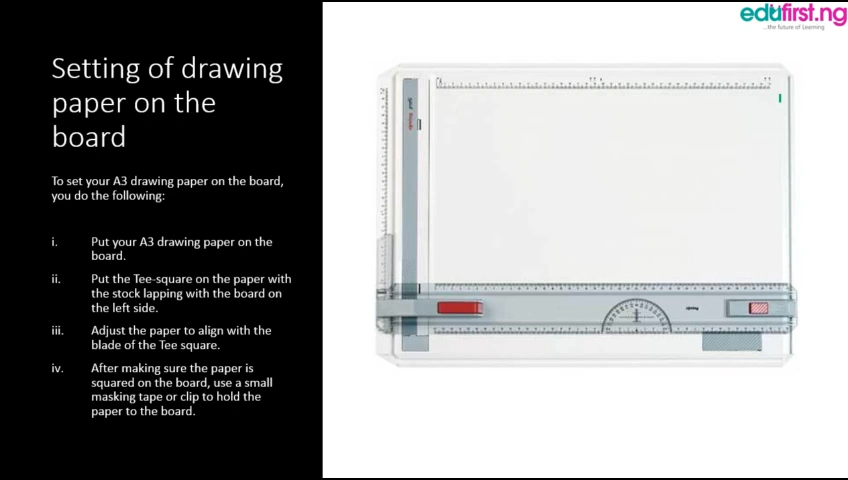 edufirst.ng
...the future of Learning
Setting of drawing
paper on the
board
To set your A3 drawing paper on the board,
you do the following:
i. Put your A3 drawing paper on the
board.
ii. Put the Tee-square on the paper with
the stock lapping with the board on
the left side.
iii. Adjust the paper to align with the
blade of the Tee square.
iv. After making sure the paper is
squared on the board, use a small
masking tape or clip to hold the
paper to the board.